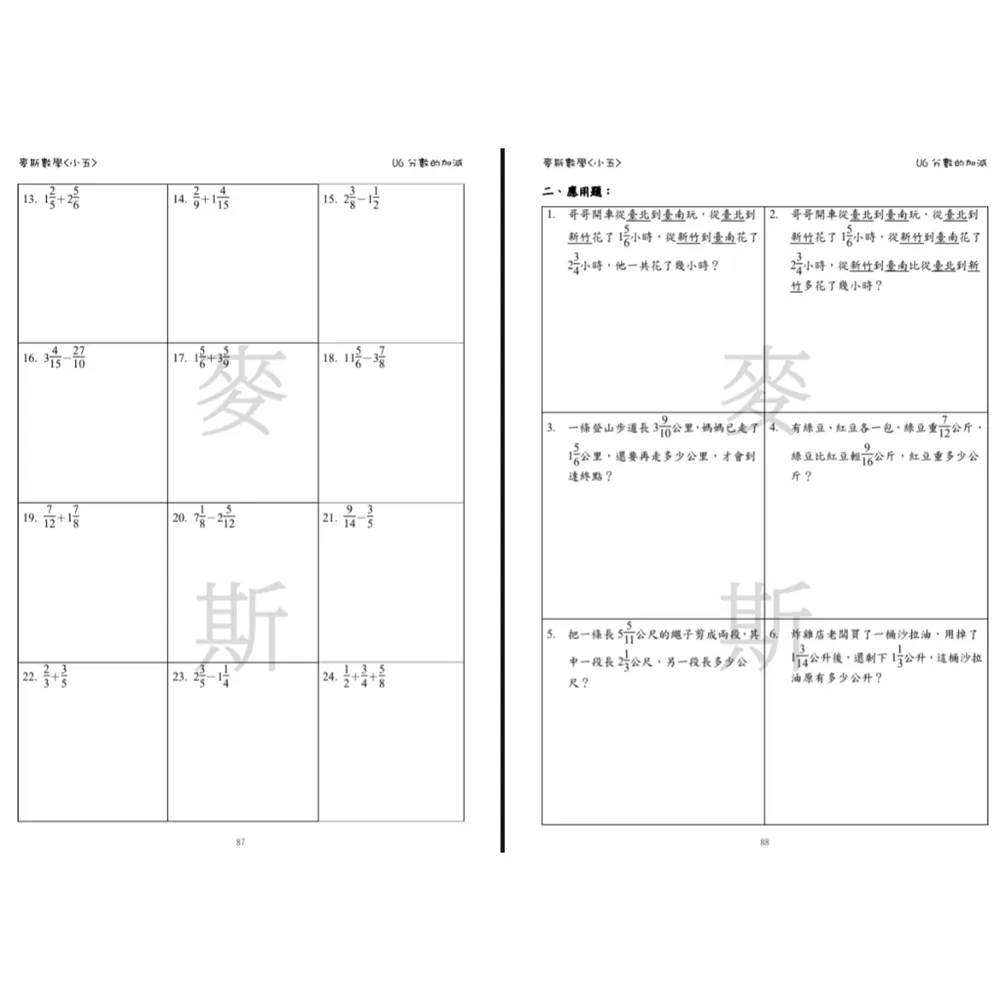 麥斯數學<小五> U6 分數的加減
13. 1 2/5 + 2 5/6
14. 2/9 + 1 4/15
15. 2 3/8 − 1 1/2
16. 3 4/15 − 27/10
17. 1 5/6 + 3 5/9
18. 11 5/6 − 3 7/8
19. 7/12 + 1 7/8
20. 7 1/8 − 2 5/12
21. 9/14 − 3/5
22. 2/3 + 3/5
23. 2 3/5 − 1 1/4
24. 1/2 + 3/4 + 5/8
麥
斯
87
麥斯數學<小五> U6 分數的加減
二、應用題：
1. 哥哥開車從臺北到臺南玩，從臺北到
新竹花了 1 5/6 小時，從新竹到臺南花了
2 3/4 小時，他一共花了幾小時？
2. 哥哥開車從臺北到臺南玩，從臺北到
新竹花了 1 5/6 小時，從新竹到臺南花了
2 3/4 小時，從新竹到臺南比從臺北到新
竹多花了幾小時？
3. 一條登山步道長 3 9/10 公里，媽媽已走了
1 5/6 公里，還要再走多少公里，才會到
達終點？
4. 有綠豆、紅豆各一包，綠豆重 7/12 公斤，
綠豆比紅豆輕 9/16 公斤，紅豆重多少公
斤？
5. 把一條長 5 5/11 公尺的繩子剪成兩段，其
中一段長 2 1/3 公尺，另一段長多少公
尺？
6. 炸雞店老闆買了一桶沙拉油，用掉了
1 3/14 公升後，還剩下 1 1/3 公升，這桶沙拉
油原有多少公升？
麥
斯
88